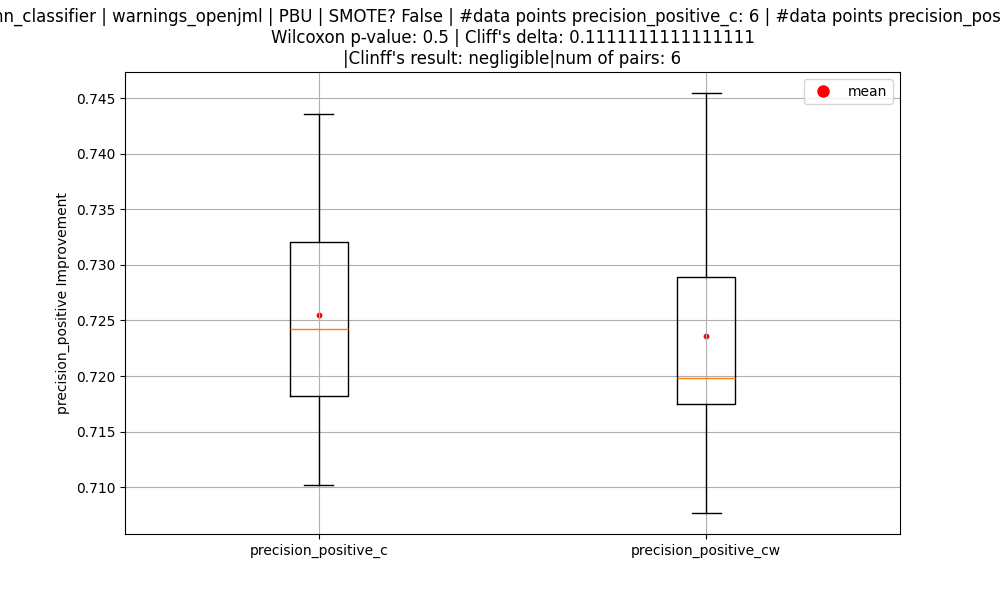 _classifier | warnings_openjml | PBU | SMOTE? False | #data points precision_positive_c: 6 | #data points
Wilcoxon p-value: 0.5 | Cliff's delta: 0.1111111111111111
|Clinff's result: negligible|num of pairs: 6
mean
0.745
0.740
0.735
0.730
0.725
0.720
0.715
0.710
precision_positive Improvement
precision_positive_c
precision_positive_cw